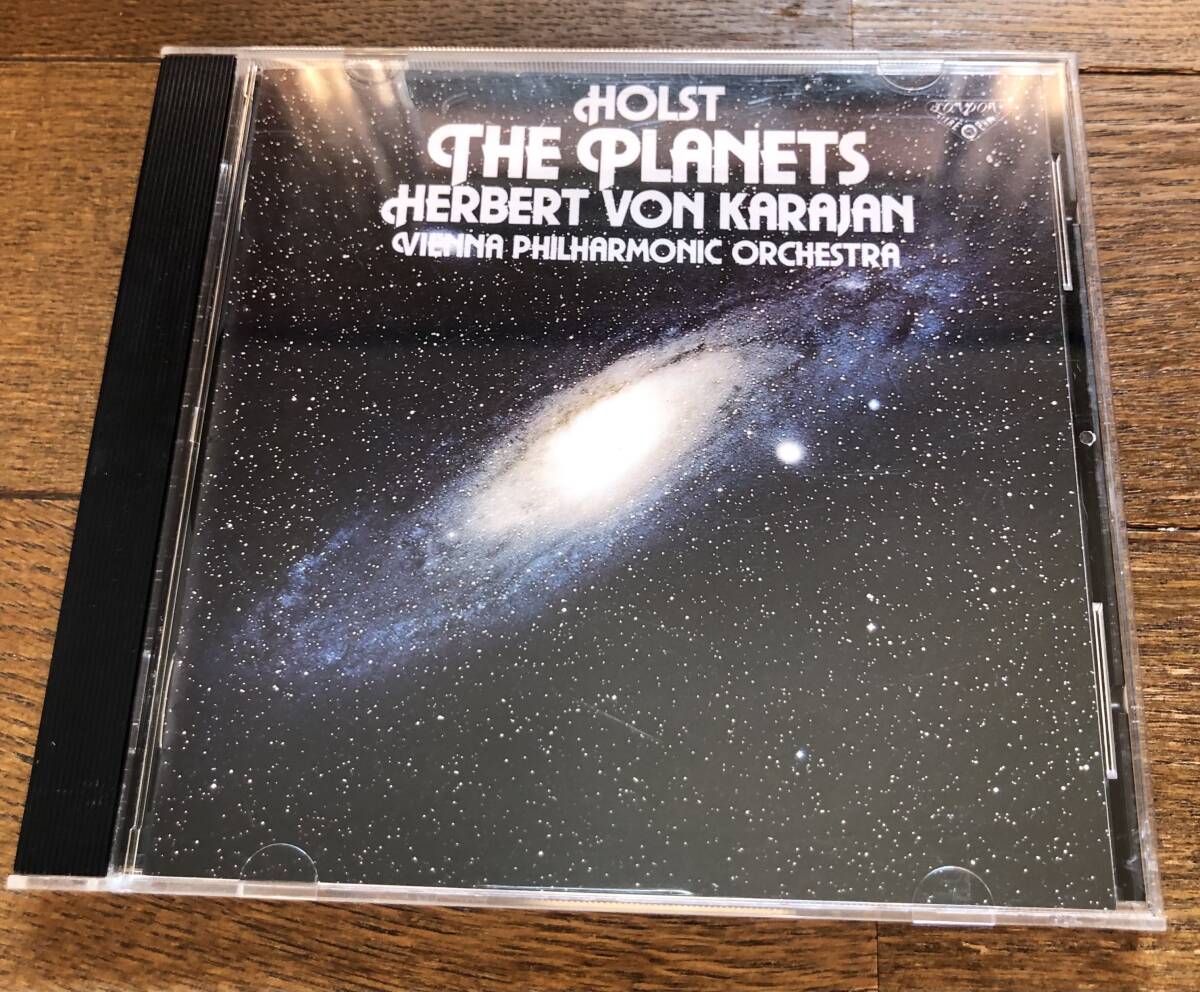 HOLST
THE PLANETS
HERBERT VON KARAJAN
VIENNA PHILHARMONIC ORCHESTRA